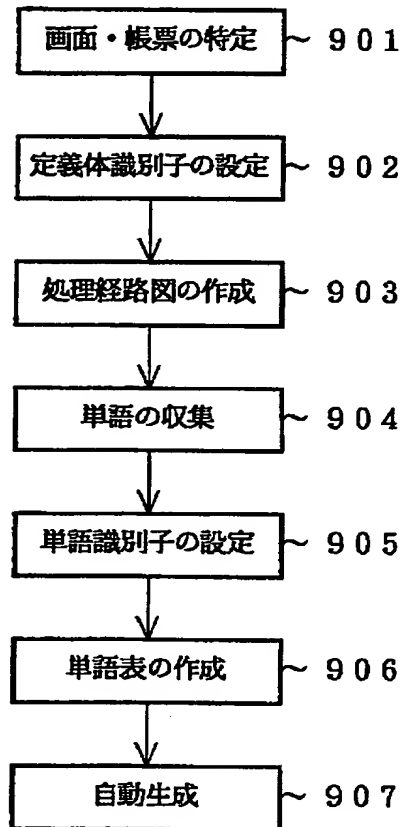 画面・帳票の特定 ~ 901
定義体識別子の設定 ~ 902
処理経路図の作成 ~ 903
単語の収集 ~ 904
単語識別子の設定 ~ 905
単語表の作成 ~ 906
自動生成 ~ 907